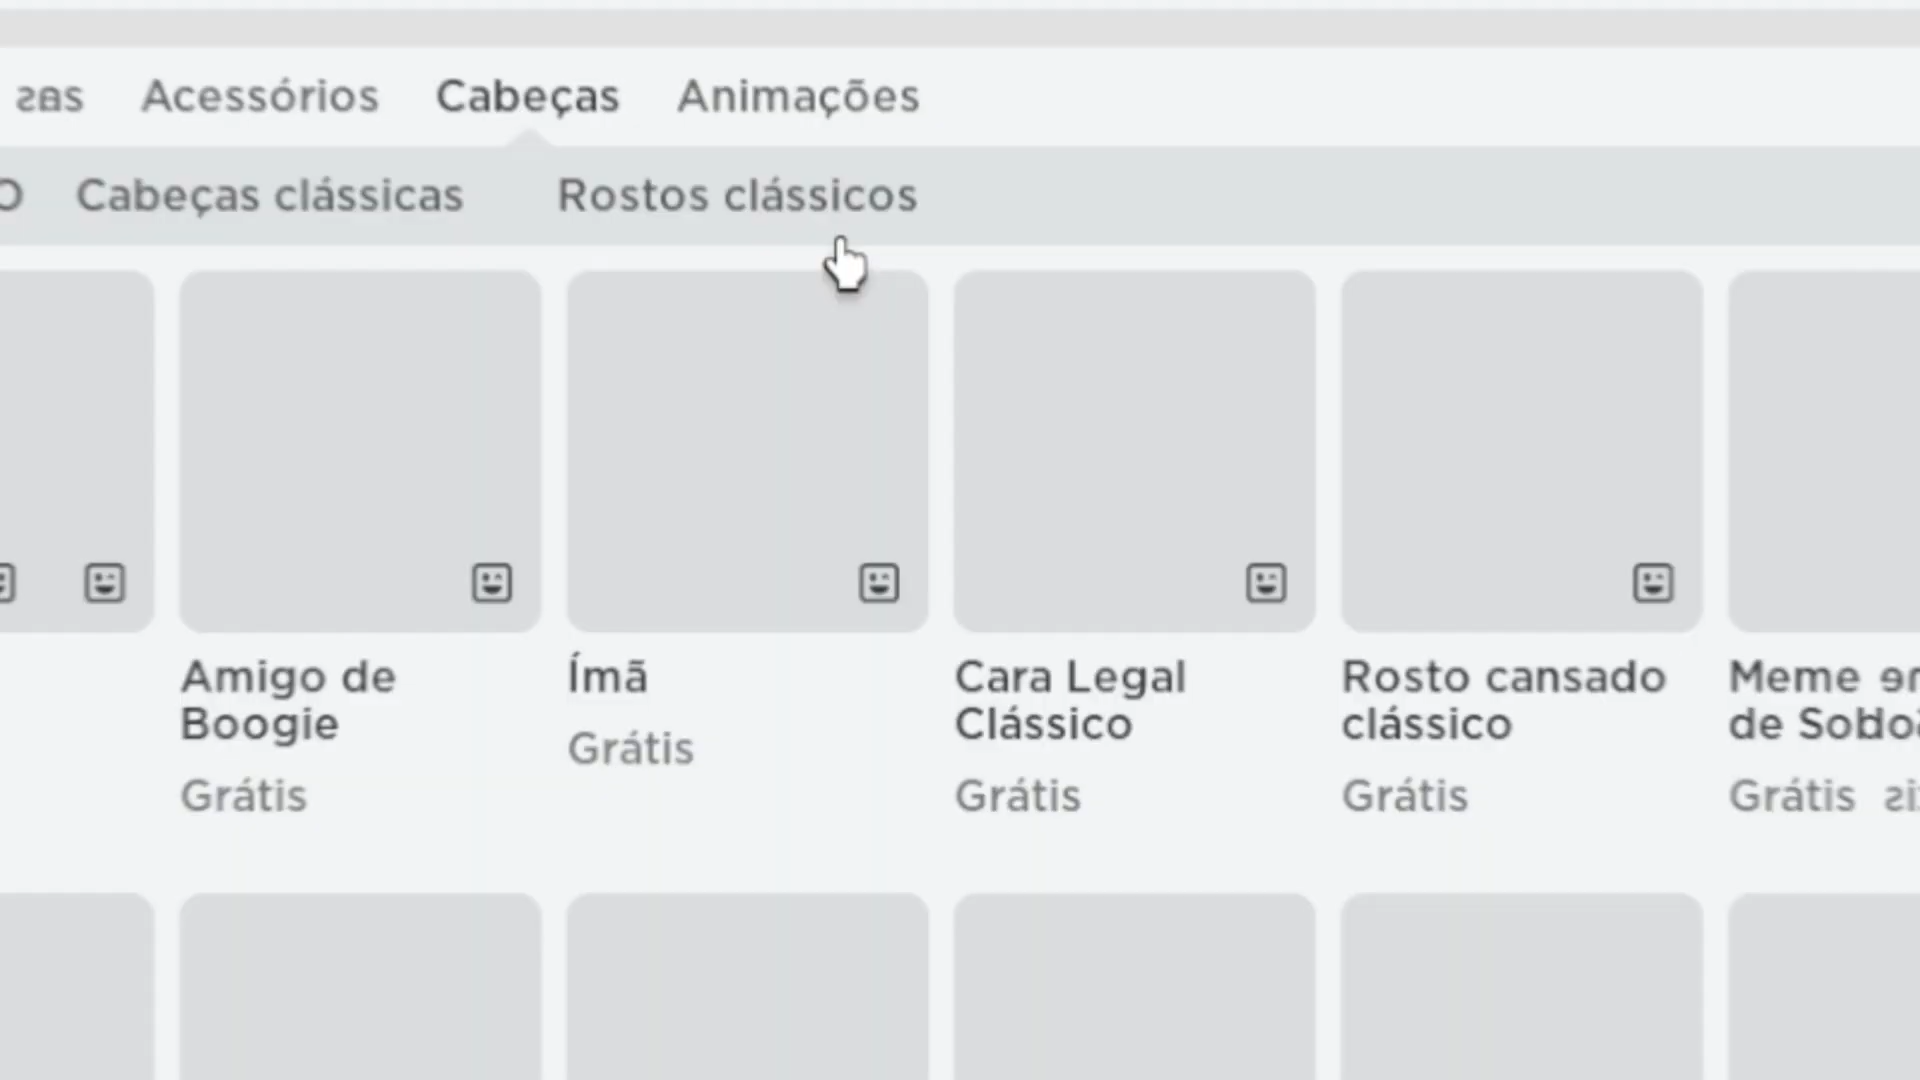 Acessórios Cabeças Animações
Cabeças clássicas Rostos clássicos
Amigo de Boogie
Grátis
Ímã
Grátis
Cara Legal Clássico
Grátis
Rosto cansado clássico
Grátis
Meme
de
Grátis